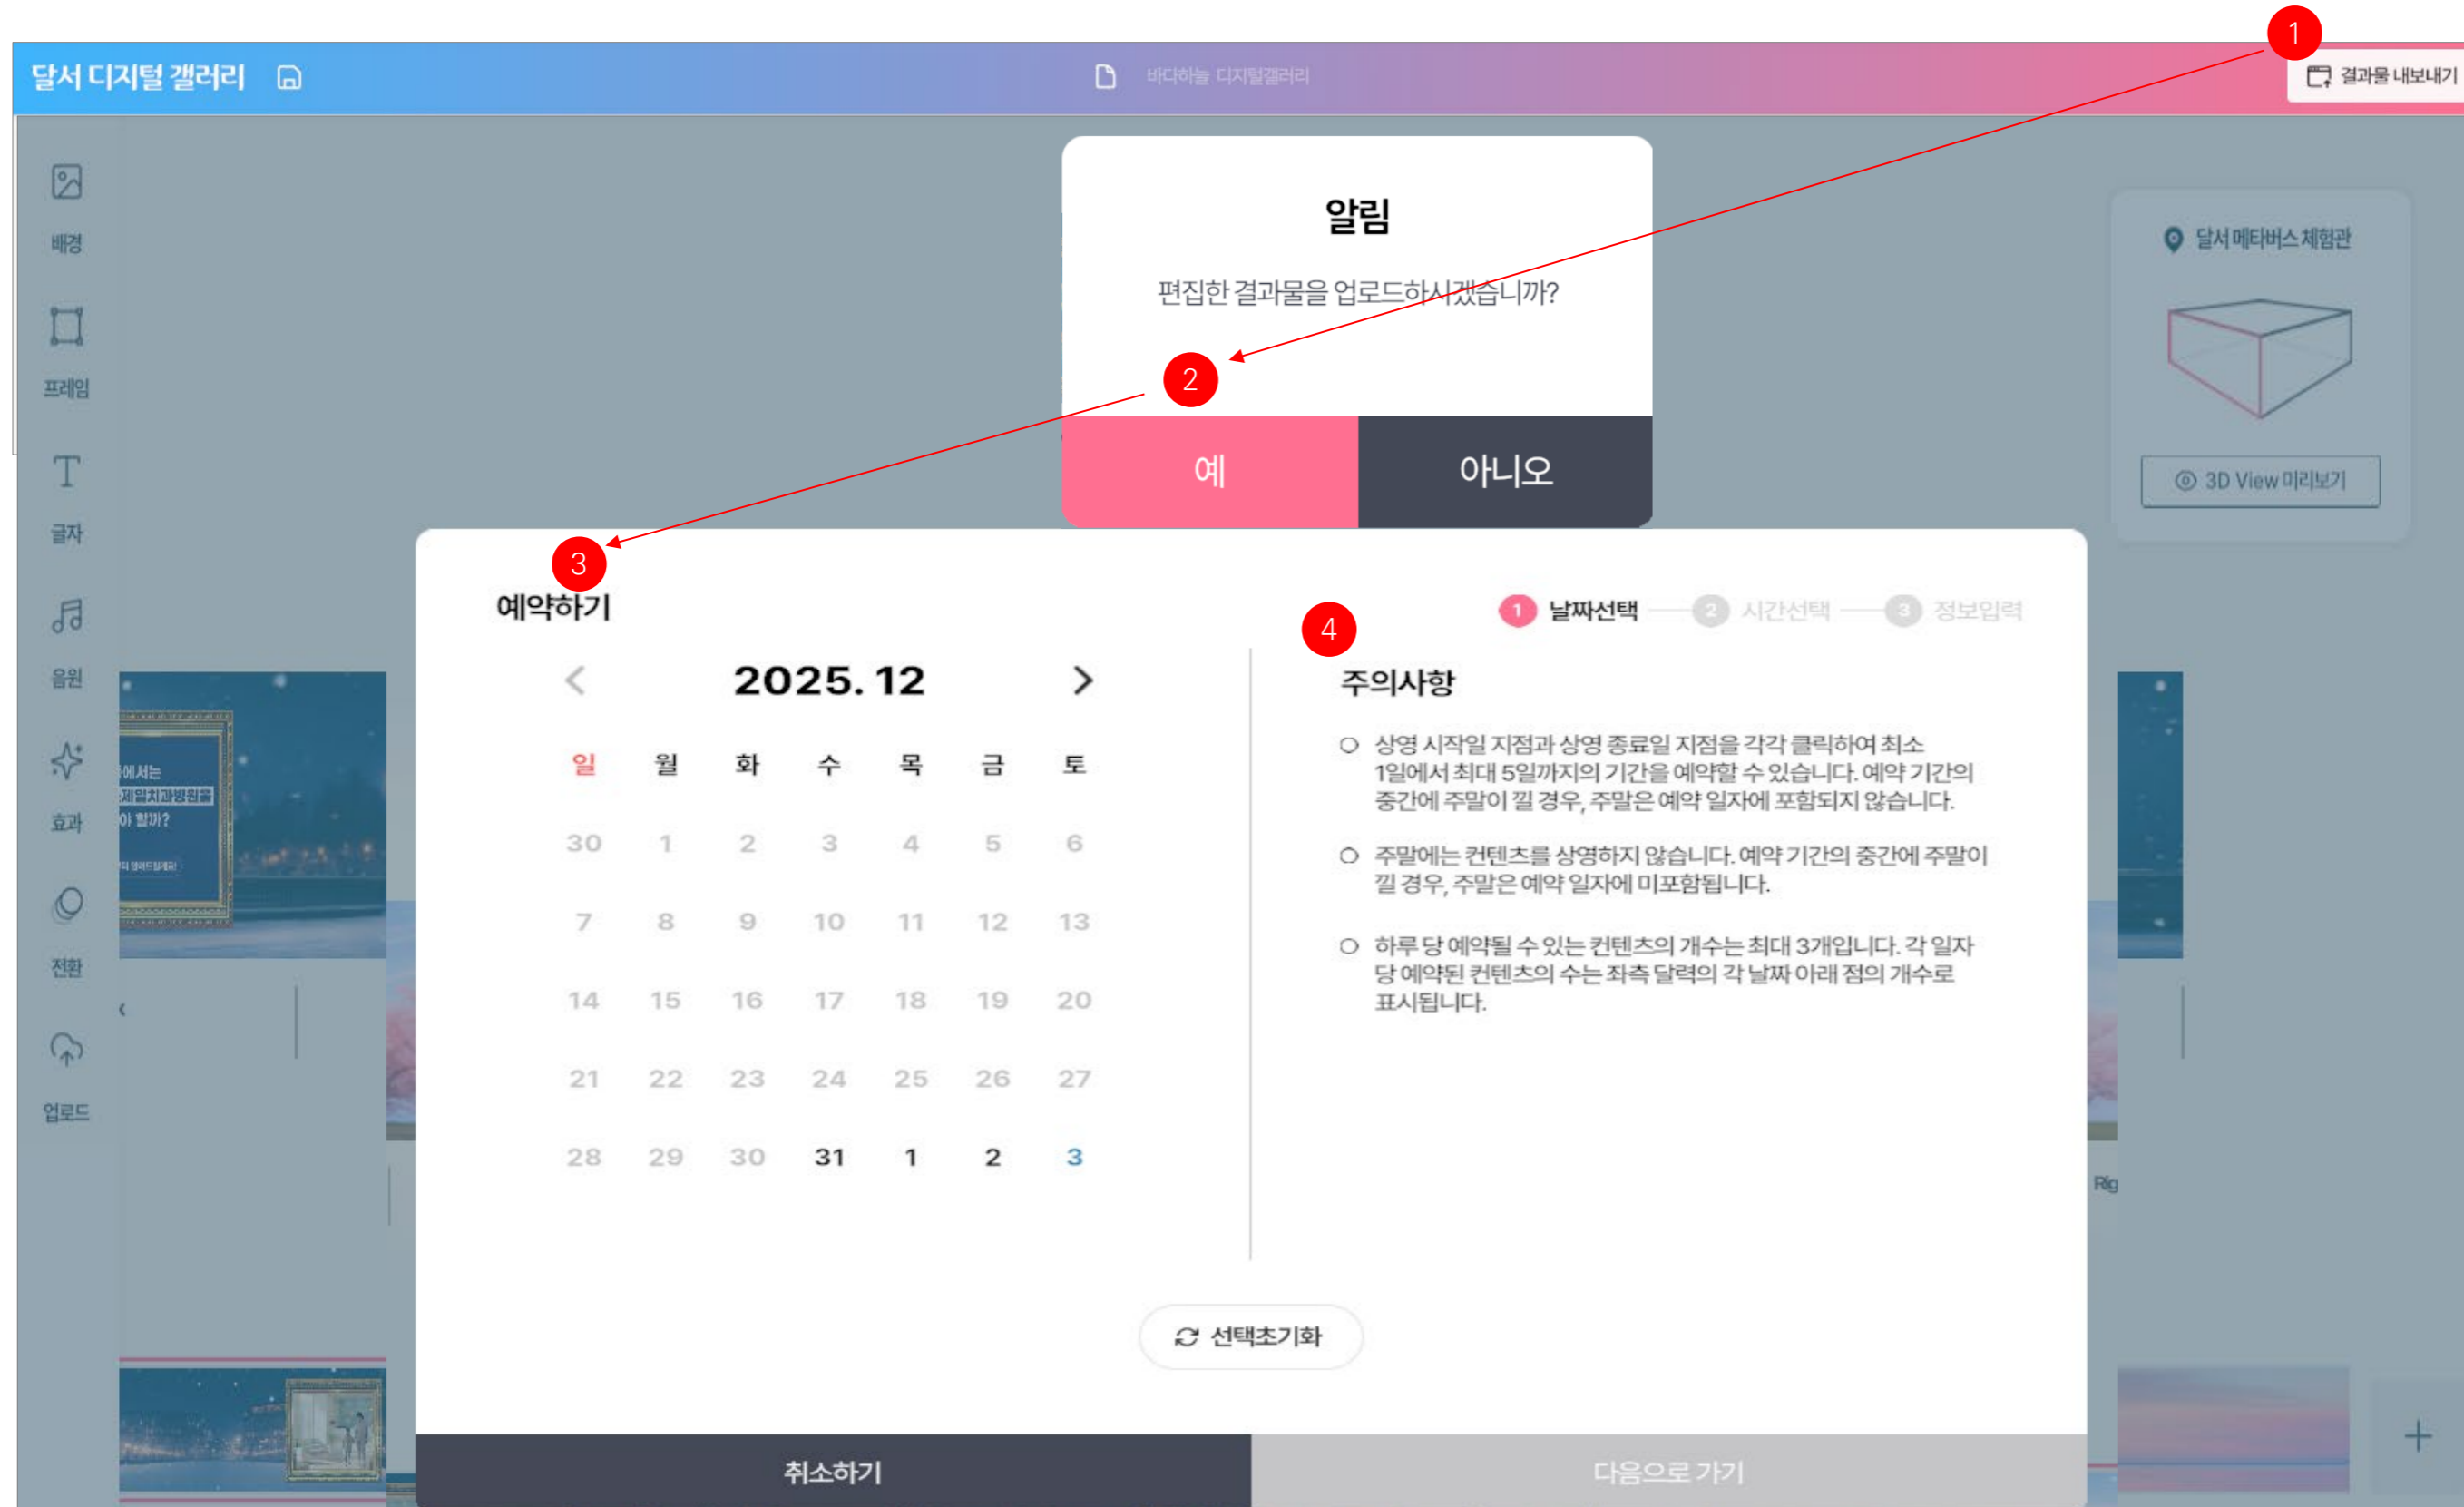 1
달서 디지털 갤러리
바다하늘 디지털갤러리
결과물 내보내기
배경
프레임
글자
음원
효과
전환
업로드
알림
편집한 결과물을 업로드하시겠습니까?
2
예
아니오
달서 메타버스 체험관
3D View 미리보기
3
예약하기
1 날짜선택
2 시간선택
3 정보입력
2025. 12
일 월 화 수 목 금 토
30 1 2 3 4 5 6
7 8 9 10 11 12 13
14 15 16 17 18 19 20
21 22 23 24 25 26 27
28 29 30 31 1 2 3
4
주의사항
상영 시작일 지점과 상영 종료일 지점을 각각 클릭하여 최소
1일에서 최대 5일까지의 기간을 예약할 수 있습니다. 예약 기간의
중간에 주말이 낄 경우, 주말은 예약 일자에 포함되지 않습니다.
주말에는 컨텐츠를 상영하지 않습니다. 예약 기간의 중간에 주말이
낄 경우, 주말은 예약 일자에 미포함됩니다.
하루 당 예약될 수 있는 컨텐츠의 개수는 최대 3개입니다. 각 일자
당 예약된 컨텐츠의 수는 좌측 달력의 각 날짜 아래 점의 개수로
표시됩니다.
선택초기화
취소하기
다음으로 가기
에서는
제일치과병원을
야 할까?
Rig